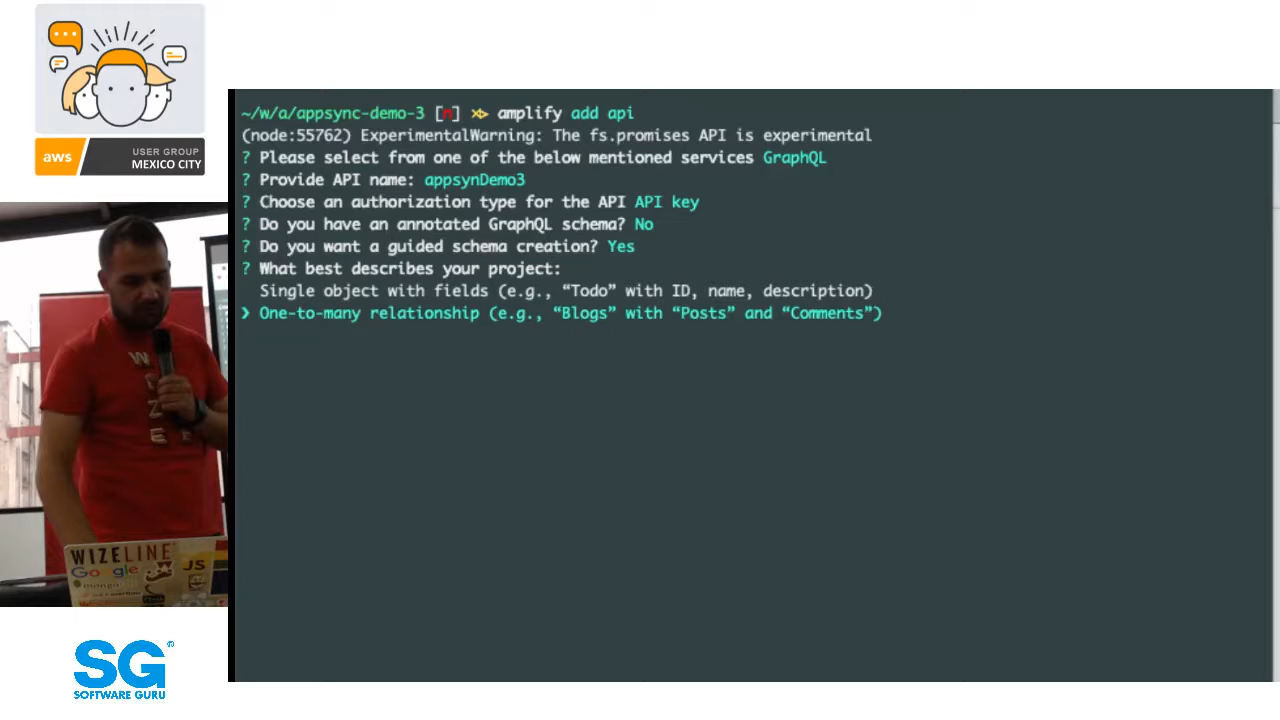 aws
USER GROUP
MEXICO CITY
~/w/a/appsync-demo-3 [n] amplify add api
(node:55762) ExperimentalWarning: The fs.promises API is experimental
? Please select from one of the below mentioned services GraphQL
? Provide API name: appsynDemo3
? Choose an authorization type for the API API key
? Do you have an annotated GraphQL schema? No
? Do you want a guided schema creation? Yes
? What best describes your project:
Single object with fields (e.g., “Todo” with ID, name, description)
❯ One-to-many relationship (e.g., “Blogs” with “Posts” and “Comments”)
WIZELINE
Google
JS
SG®
SOFTWARE GURU